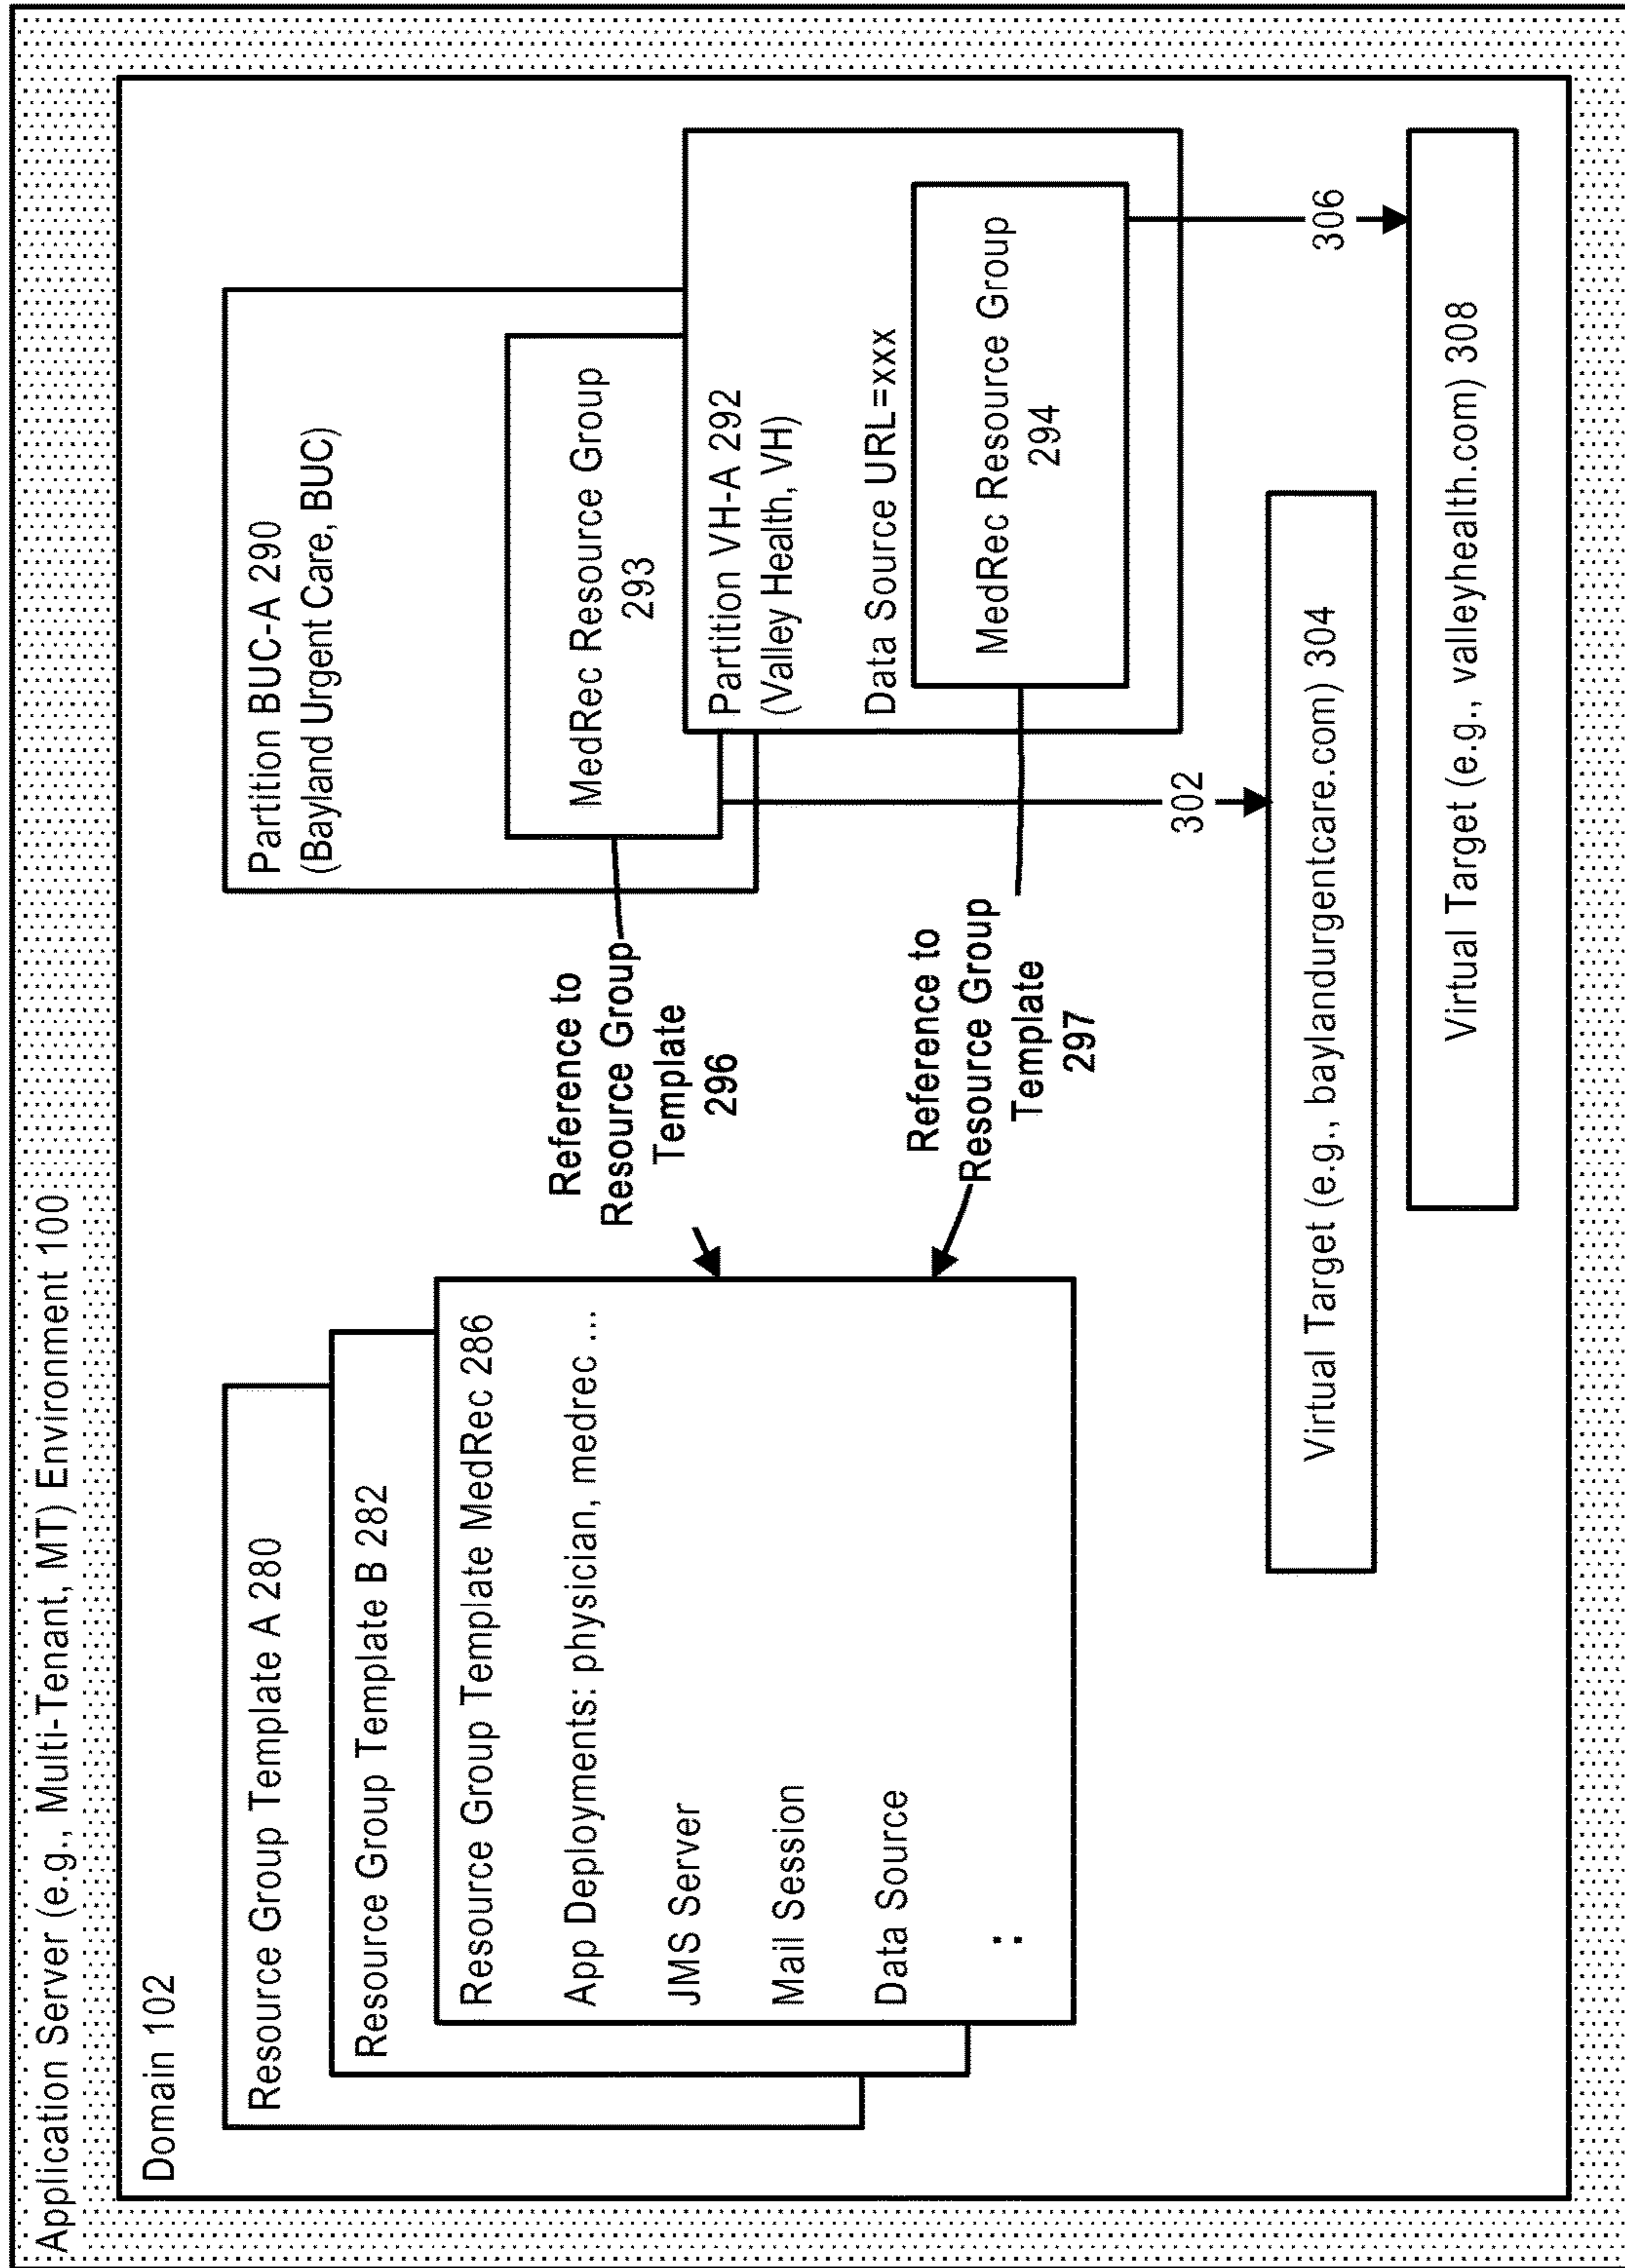 Application Server (e.g., Multi-Tenant, MT) Environment 100
Domain 102
Resource Group Template A 280
Resource Group Template B 282
Resource Group Template MedRec 286
App Deployments: physician, medrec ...
JMS Server
Mail Session
Data Source
:
Reference to
Resource Group
Template
296
Reference to
Resource Group
Template
297
Partition BUC-A 290
(Bayland Urgent Care, BUC)
MedRec Resource Group
293
Partition VH-A 292
(Valley Health, VH)
Data Source URL=xxx
MedRec Resource Group
294
302
306
Virtual Target (e.g., baylandurgentcare.com) 304
Virtual Target (e.g., valleyhealth.com) 308